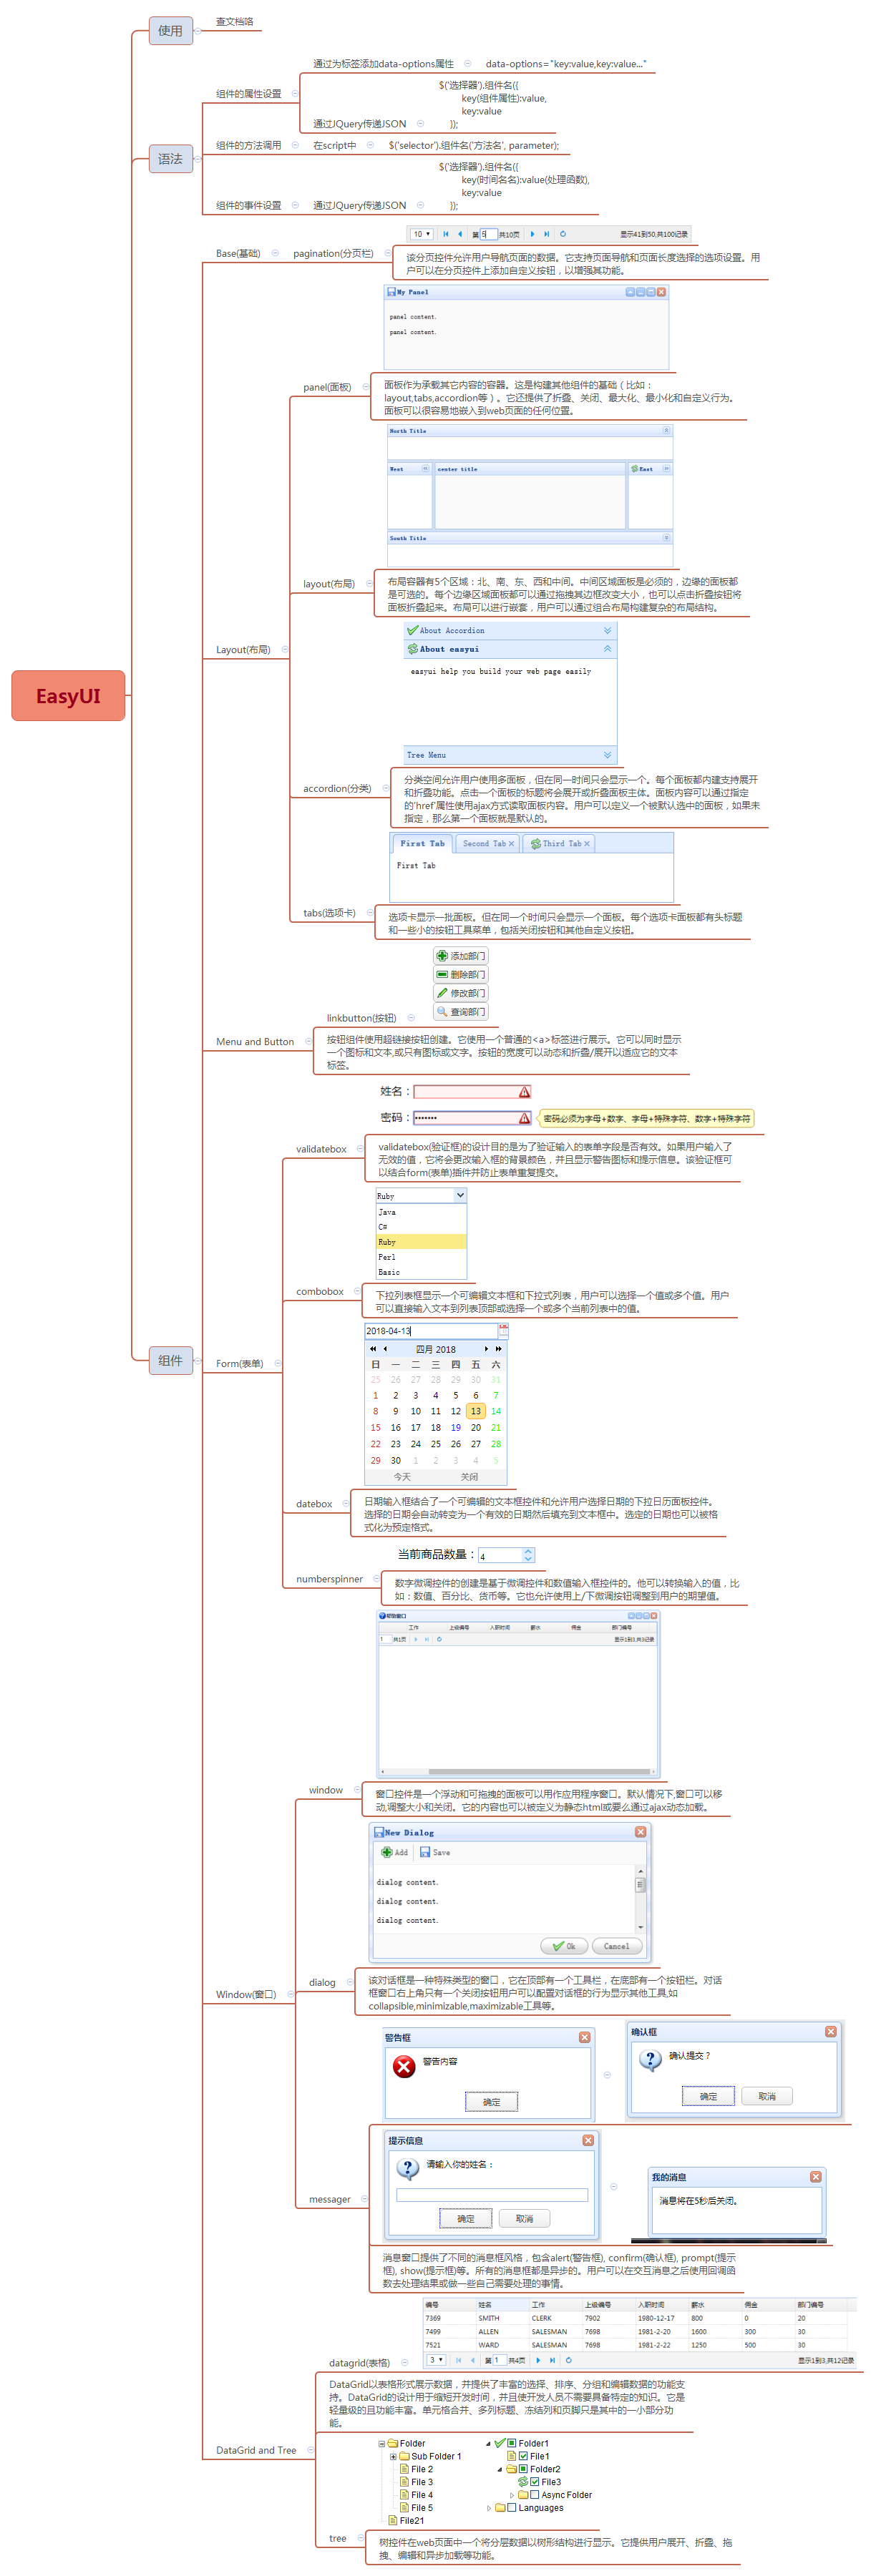 使用
查文档咯
通过为标签添加data-options属性
data-options="key:value,key:value..."
组件的属性设置
$('选择器').组件名({
key(组件属性):value,
key:value
通过JQuery传递JSON
});
语法
组件的方法调用
在script中
$('selector').组件名('方法名', parameter);
$('选择器').组件名({
key(时间名名):value(处理函数),
key:value
组件的事件设置
通过JQuery传递JSON
});
10
第 5 共10页
显示41到50,共100记录
Base(基础)
pagination(分页栏)
该分页控件允许用户导航页面的数据。它支持页面导航和页面长度选择的选项设置。用
户可以在分页控件上添加自定义按钮，以增强其功能。
My Panel
panel content.
panel content.
panel(面板)
面板作为承载其它内容的容器。这是构建其他组件的基础（比如：
layout,tabs,accordion等）。它还提供了折叠、关闭、最大化、最小化和自定义行为。
面板可以很容易地嵌入到web页面的任何位置。
North Title
West
center title
East
South Title
layout(布局)
布局容器有5个区域：北、南、东、西和中间。中间区域面板是必须的，边缘的面板都
是可选的。每个边缘区域面板都可以通过拖拽其边框改变大小，也可以点击折叠按钮将
面板折叠起来。布局可以进行嵌套，用户可以通过组合布局构建复杂的布局结构。
Layout(布局)
EasyUI
About Accordion
About easyui
easyui help you build your web page easily
Tree Menu
accordion(分类)
分类空间允许用户使用多面板，但在同一时间只会显示一个。每个面板都内建支持展开
和折叠功能。点击一个面板的标题将会展开或折叠面板主体。面板内容可以通过指定
的'href'属性使用ajax方式读取面板内容。用户可以定义一个被默认选中的面板，如果未
指定，那么第一个面板就是默认的。
First Tab
Second Tab
Third Tab
First Tab
tabs(选项卡)
选项卡显示一批面板。但在同一个时间只会显示一个面板。每个选项卡面板都有头标题
和一些小的按钮工具菜单，包括关闭按钮和其他自定义按钮。
添加部门
删除部门
修改部门
查询部门
linkbutton(按钮)
Menu and Button
按钮组件使用超链接按钮创建。它使用一个普通的<a>标签进行展示。它可以同时显示
一个图标和文本,或只有图标或文字。按钮的宽度可以动态和折叠/展开以适应它的文本
标签。
姓名：
密码：
密码必须为字母+数字、字母+特殊字符、数字+特殊字符
validatebox
validatebox(验证框)的设计目的是为了验证输入的表单字段是否有效。如果用户输入了
无效的值，它将会更改输入框的背景颜色，并且显示警告图标和提示信息。该验证框可
以结合form(表单)插件并防止表单重复提交。
Ruby
Java
C#
Ruby
Perl
Basic
combobox
下拉列表框显示一个可编辑文本框和下拉式列表，用户可以选择一个值或多个值。用户
可以直接输入文本到列表顶部或选择一个或多个当前列表中的值。
2018-04-13
四月 2018
日 一 二 三 四 五 六
25 26 27 28 29 30 31
1 2 3 4 5 6 7
8 9 10 11 12 13 14
15 16 17 18 19 20 21
22 23 24 25 26 27 28
29 30 1 2 3 4 5
今天 关闭
组件
Form(表单)
datebox
日期输入框结合了一个可编辑的文本框控件和允许用户选择日期的下拉日历面板控件。
选择的日期会自动转变为一个有效的日期然后填充到文本框中。选定的日期也可以被格
式化为预定格式。
当前商品数量：4
numberspinner
数字微调控件的创建是基于微调控件和数值输入框控件的。他可以转换输入的值，比
如：数值、百分比、货币等。它也允许使用上/下微调按钮调整到用户的期望值。
帮助窗口
工作 上级编号 入职时间 薪水 佣金 部门编号
1 共1页
显示1到3,共3记录
window
窗口控件是一个浮动和可拖拽的面板可以用作应用程序窗口。默认情况下,窗口可以移
动,调整大小和关闭。它的内容也可以被定义为静态html或要么通过ajax动态加载。
New Dialog
Add
Save
dialog content.
dialog content.
dialog content.
Ok
Cancel
dialog
该对话框是一种特殊类型的窗口，它在顶部有一个工具栏，在底部有一个按钮栏。对话
框窗口右上角只有一个关闭按钮用户可以配置对话框的行为显示其他工具,如
collapsible,minimizable,maximizable工具等。
Window(窗口)
警告框
警告内容
确定
确认框
确认提交？
确定 取消
提示信息
请输入你的姓名：
确定 取消
我的消息
消息将在5秒后关闭。
messager
消息窗口提供了不同的消息框风格，包含alert(警告框), confirm(确认框), prompt(提示
框), show(提示框)等。所有的消息框都是异步的。用户可以在交互消息之后使用回调函
数去处理结果或做一些自己需要处理的事情。
编号 姓名 工作 上级编号 入职时间 薪水 佣金 部门编号
7369 SMITH CLERK 7902 1980-12-17 800 0 20
7499 ALLEN SALESMAN 7698 1981-2-20 1600 300 30
7521 WARD SALESMAN 7698 1981-2-22 1250 500 30
3 第 1 共4页 显示1到3,共12记录
datagrid(表格)
DataGrid以表格形式展示数据，并提供了丰富的选择、排序、分组和编辑数据的功能支
持。DataGrid的设计用于缩短开发时间，并且使开发人员不需要具备特定的知识。它是
轻量级的且功能丰富。单元格合并、多列标题、冻结列和页脚只是其中的一小部分功
能。
DataGrid and Tree
Folder
Sub Folder 1
File 2
File 3
File 4
File 5
File21
Folder1
File1
Folder2
File3
Async Folder
Languages
tree
树控件在web页面中一个将分层数据以树形结构进行显示。它提供用户展开、折叠、拖
拽、编辑和异步加载等功能。